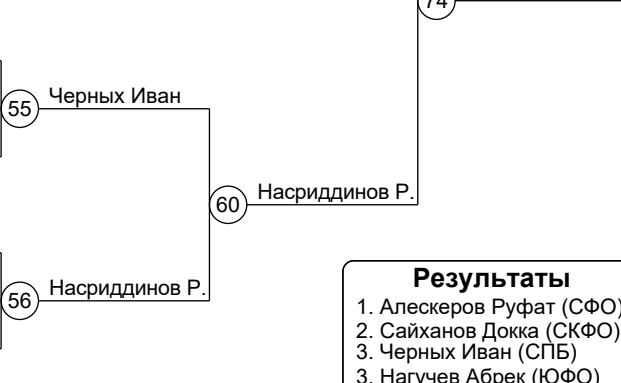 74
Черных Иван
55
Насриддинов Р.
60
Насриддинов Р.
56
Результаты
1. Алескеров Руфат (СФО)
2. Сайханов Докка (СКФО)
3. Черных Иван (СПБ)
3. Нагучев Абрек (ЮФО)